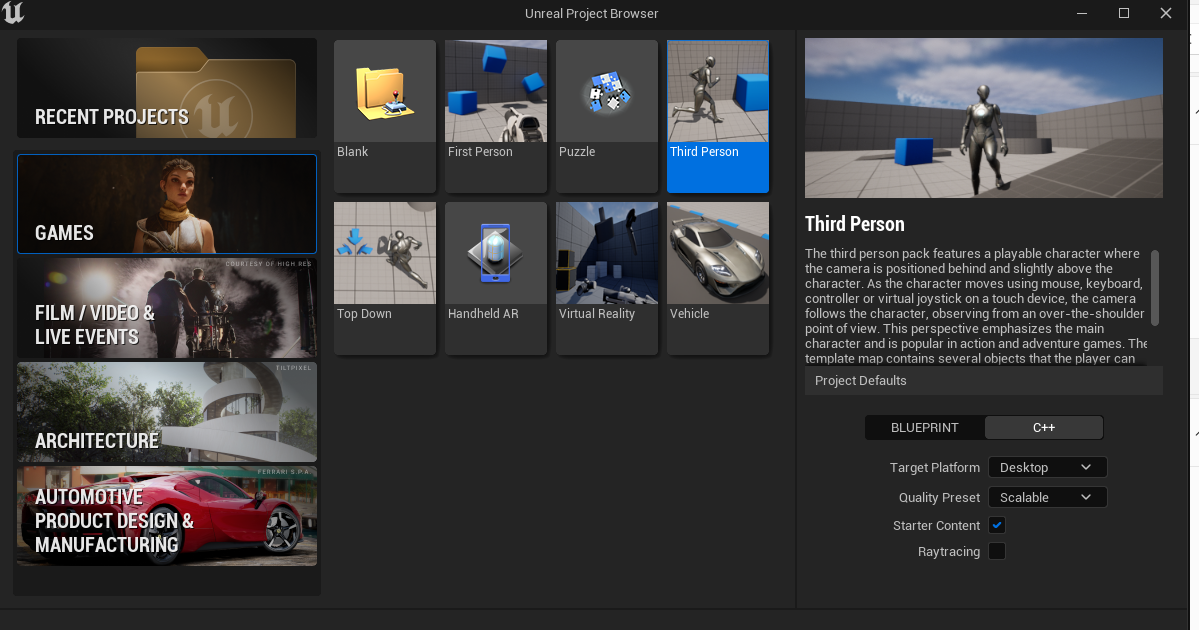 Unreal Project Browser
RECENT PROJECTS
GAMES
COURTESY OF HIGH RES
FILM / VIDEO &
LIVE EVENTS
TILTPIXEL
ARCHITECTURE
FERRARI S.P.A.
AUTOMOTIVE
PRODUCT DESIGN &
MANUFACTURING
Blank
First Person
Puzzle
Third Person
Top Down
Handheld AR
Virtual Reality
Vehicle
Third Person
The third person pack features a playable character where
the camera is positioned behind and slightly above the
character. As the character moves using mouse, keyboard,
controller or virtual joystick on a touch device, the camera
follows the character, observing from an over-the-shoulder
point of view. This perspective emphasizes the main
character and is popular in action and adventure games. The
template map contains several objects that the player can
Project Defaults
BLUEPRINT
C++
Target Platform
Desktop
Quality Preset
Scalable
Starter Content
Raytracing